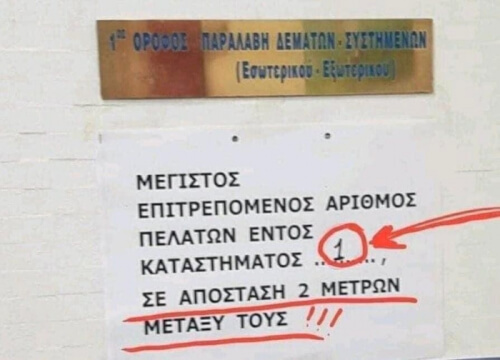 1ος ΟΡΟΦΟΣ ΠΑΡΑΛΑΒΗ ΔΕΜΑΤΩΝ - ΣΥΣΤΗΜΕΝΩΝ
(Εσωτερικού - Εξωτερικού)
ΜΕΓΙΣΤΟΣ
ΕΠΙΤΡΕΠΟΜΕΝΟΣ ΑΡΙΘΜΟΣ
ΠΕΛΑΤΩΝ ΕΝΤΟΣ
ΚΑΤΑΣΤΗΜΑΤΟΣ ..1....,
ΣΕ ΑΠΟΣΤΑΣΗ 2 ΜΕΤΡΩΝ
ΜΕΤΑΞΥ ΤΟΥΣ !!!